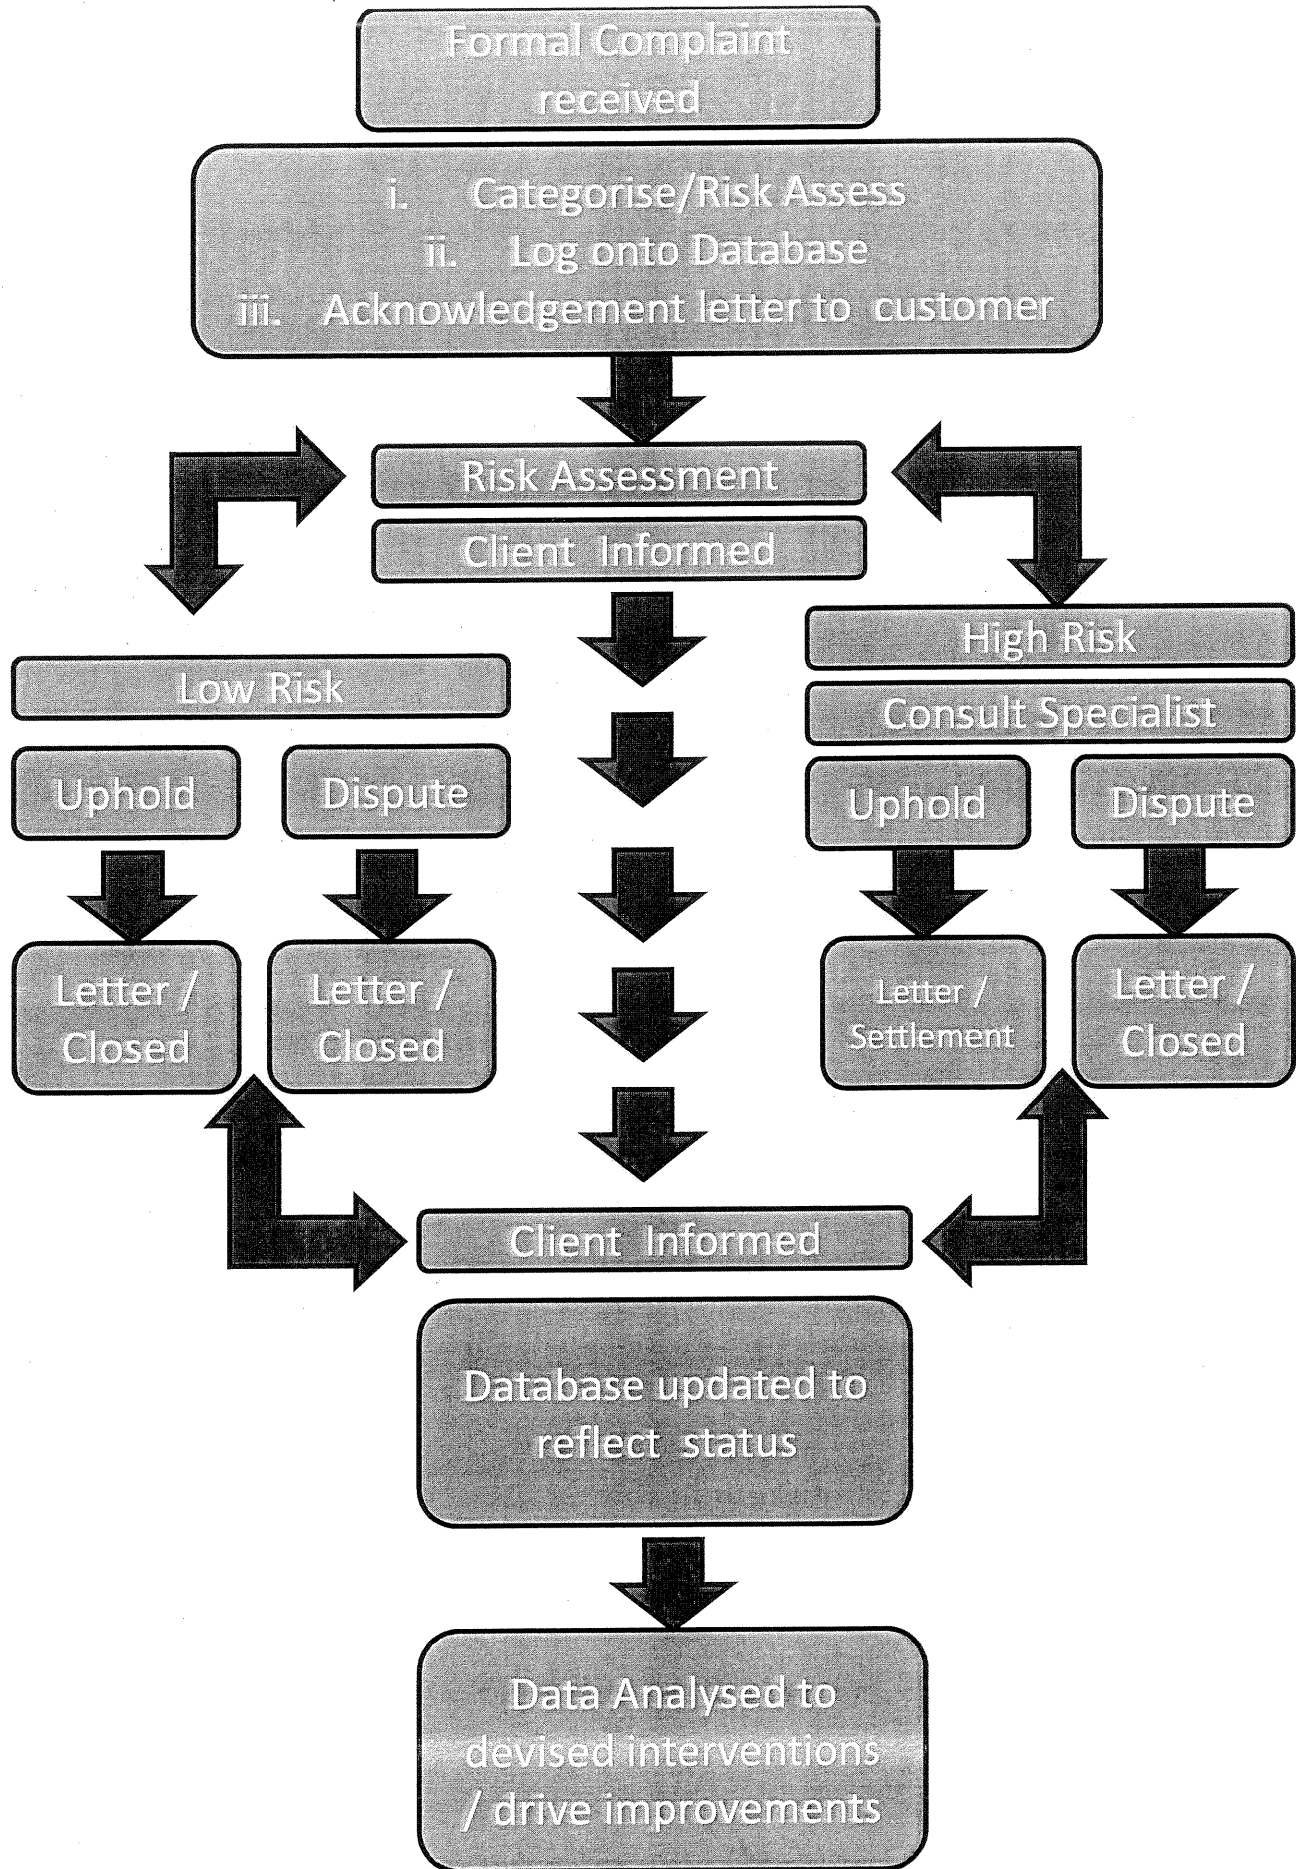 Formal Complaint
received
i. Categorise/Risk Assess
ii. Log onto Database
iii. Acknowledgement letter to customer
Risk Assessment
Client Informed
High Risk
Low Risk
Consult Specialist
Uphold
Dispute
Uphold
Dispute
Letter /
Closed
Letter /
Closed
Letter /
Settlement
Letter /
Closed
Client Informed
Database updated to
reflect status
Data Analysed to
devised interventions
/ drive improvements